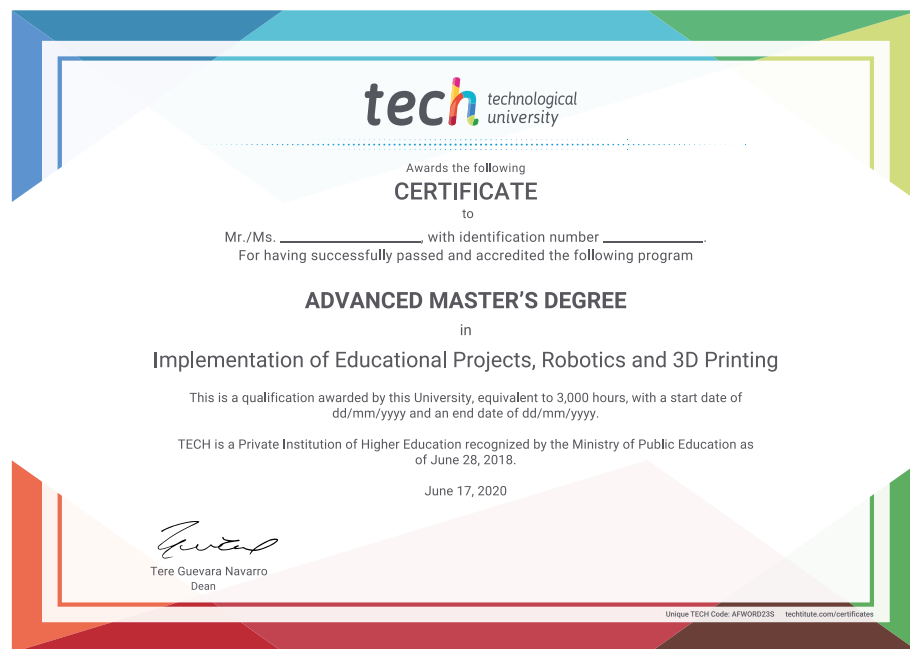 tech technological
university
Awards the following
CERTIFICATE
to
Mr./Ms. ____________________, with identification number ______________.
For having successfully passed and accredited the following program
ADVANCED MASTER'S DEGREE
in
Implementation of Educational Projects, Robotics and 3D Printing
This is a qualification awarded by this University, equivalent to 3,000 hours, with a start date of
dd/mm/yyyy and an end date of dd/mm/yyyy.
TECH is a Private Institution of Higher Education recognized by the Ministry of Public Education as
of June 28, 2018.
June 17, 2020
Tere Guevara Navarro
Dean
Unique TECH Code: AFWORD23S techtitute.com/certificates